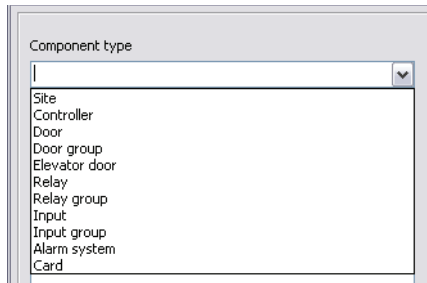 Component type
Site
Controller
Door
Door group
Elevator door
Relay
Relay group
Input
Input group
Alarm system
Card